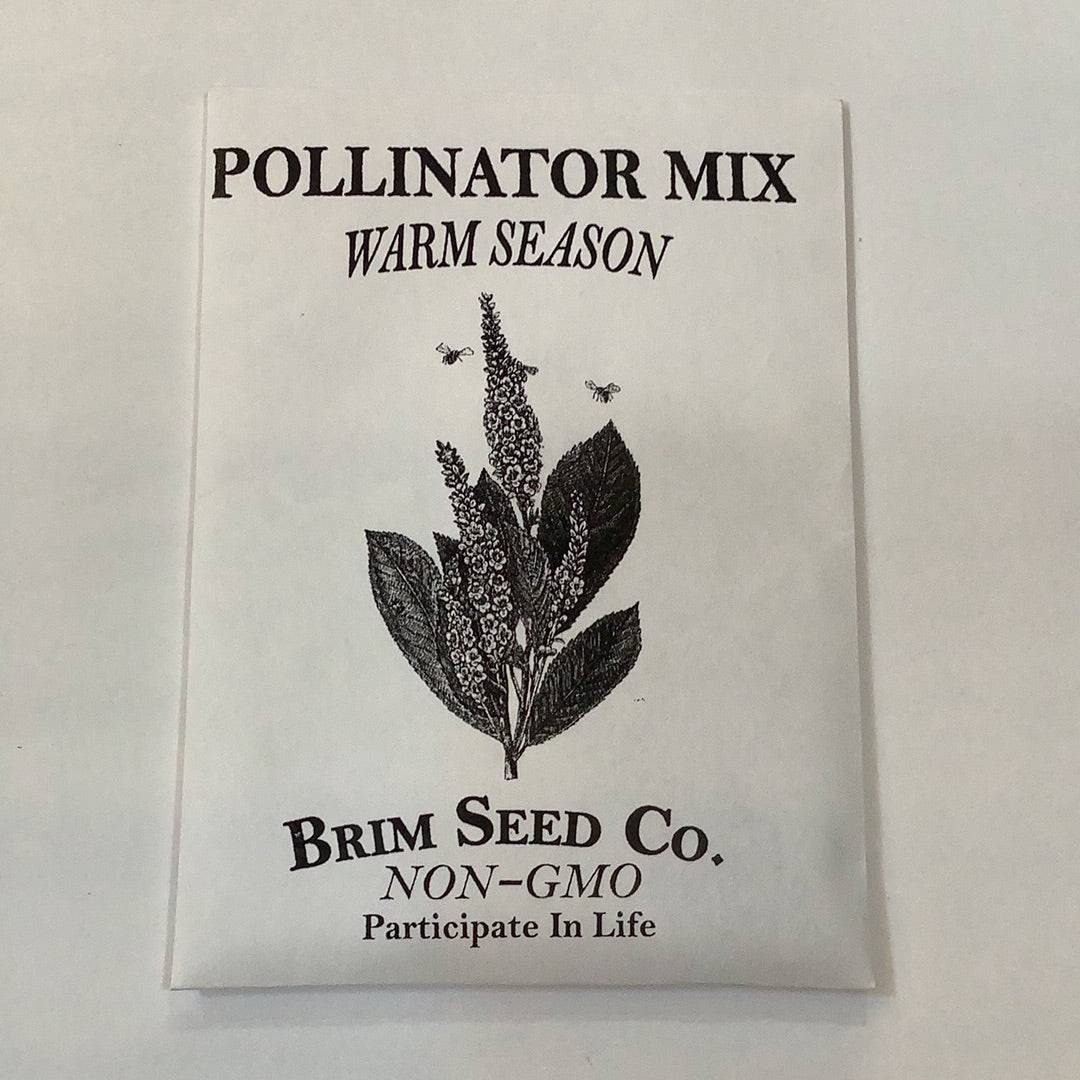 POLLINATOR MIX
WARM SEASON
BRIM SEED CO.
NON-GMO
Participate In Life